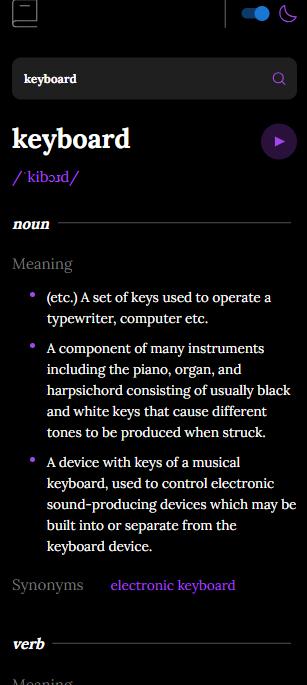 keyboard
keyboard
/ˈkibɔɹd/
noun
Meaning
(etc.) A set of keys used to operate a
typewriter, computer etc.
A component of many instruments
including the piano, organ, and
harpsichord consisting of usually black
and white keys that cause different
tones to be produced when struck.
A device with keys of a musical
keyboard, used to control electronic
sound-producing devices which may be
built into or separate from the
keyboard device.
Synonyms electronic keyboard
verb
Meaning